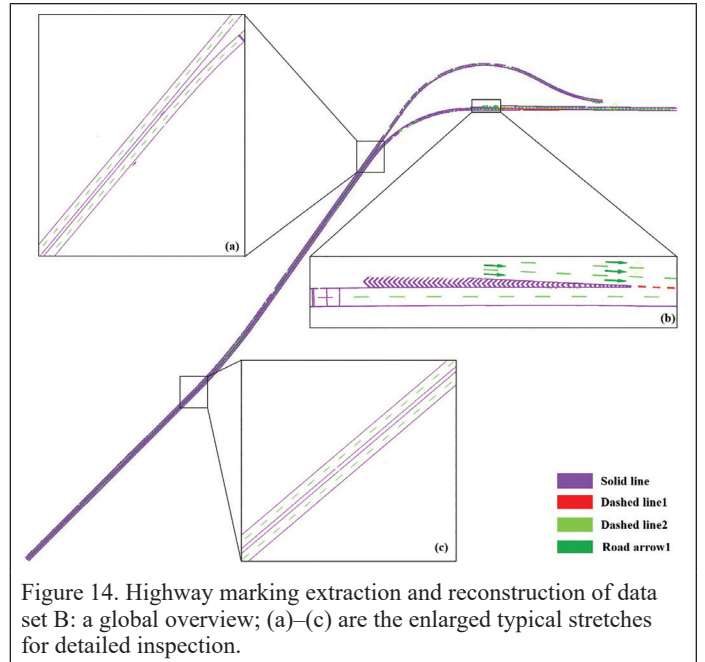 (a)
(b)
(c)
Solid line
Dashed line1
Dashed line2
Road arrow1
Figure 14. Highway marking extraction and reconstruction of data
set B: a global overview; (a)–(c) are the enlarged typical stretches
for detailed inspection.